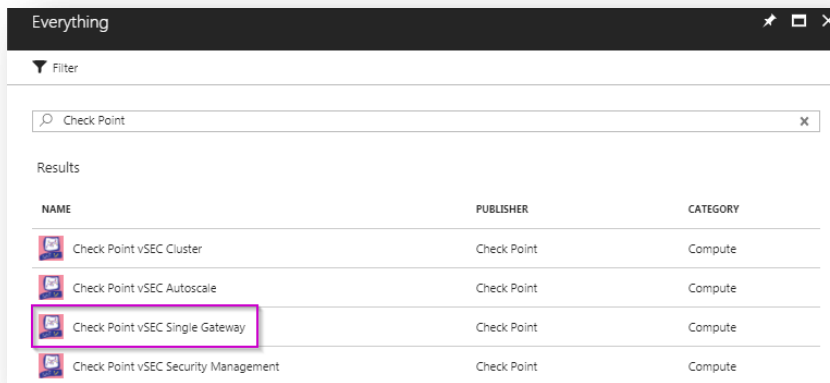 Everything
Filter
Check Point
Results
NAME PUBLISHER CATEGORY
Check Point vSEC Cluster Check Point Compute
Check Point vSEC Autoscale Check Point Compute
Check Point vSEC Single Gateway Check Point Compute
Check Point vSEC Security Management Check Point Compute